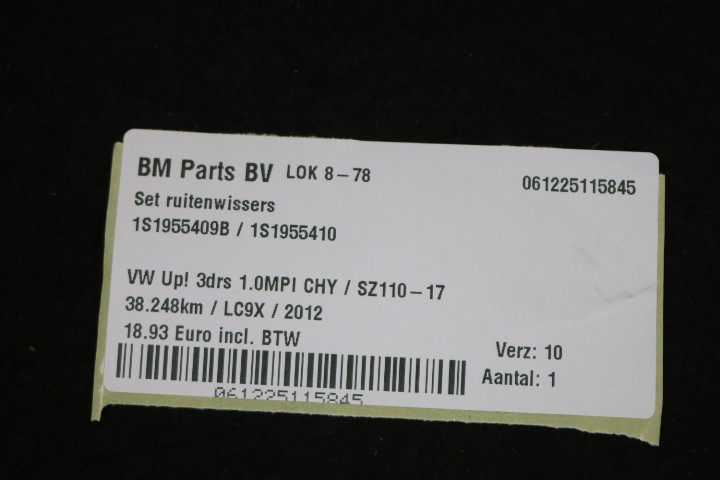 BM Parts BV LOK 8-78 061225115845
Set ruitenwissers
1S1955409B / 1S1955410
VW Up! 3drs 1.0MPI CHY / SZ110-17
38.248km / LC9X / 2012
18.93 Euro incl. BTW
Verz: 10
Aantal: 1
061225115845